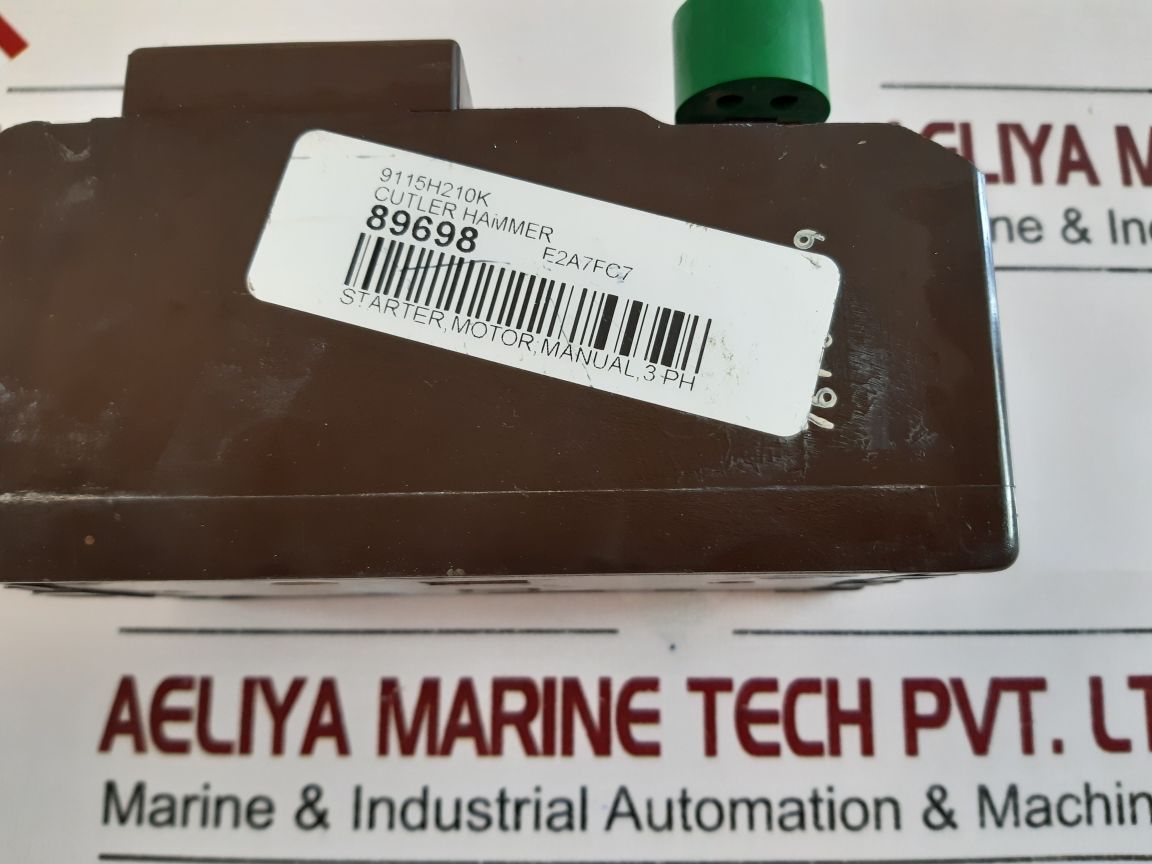 9115H210K
CUTLER HAMMER
89698
E2A7FC7
STARTER,MOTOR,MANUAL,3 PH
AELIYA M
ne & In
AELIYA MARINE TECH PVT. LT
Marine & Industrial Automation & Machin